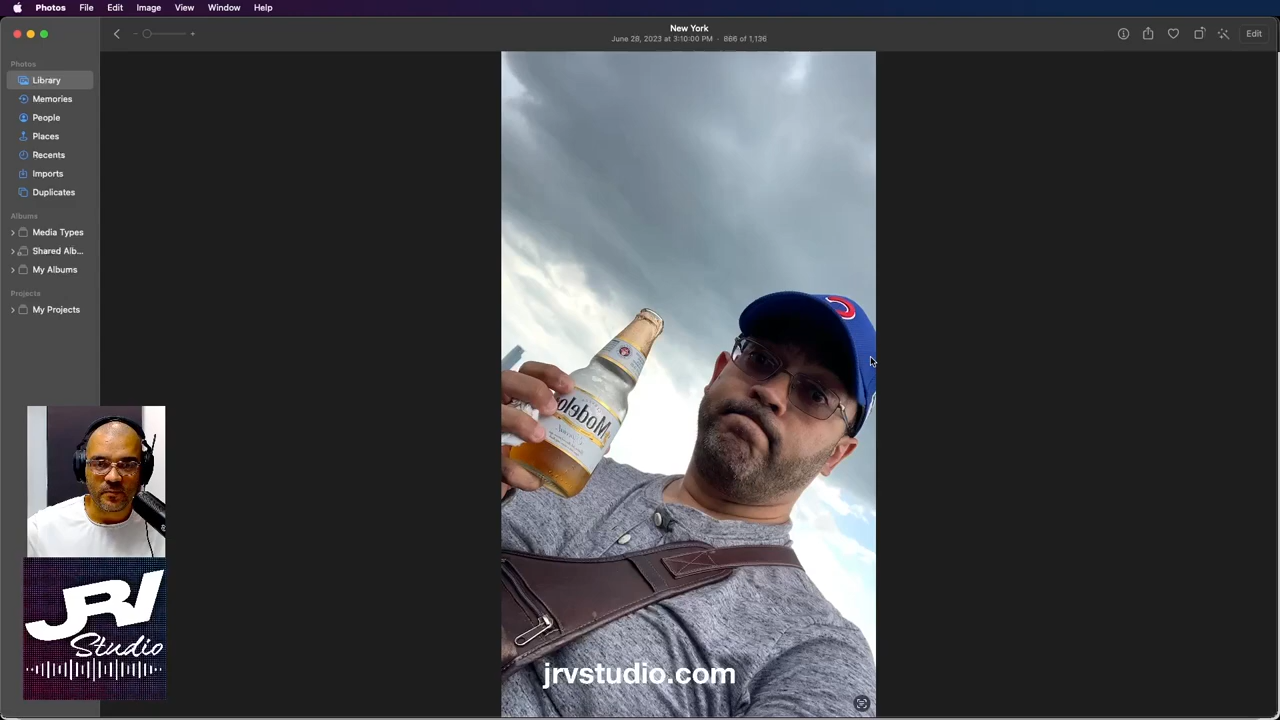 Photos File Edit Image View Window Help
New York
June 28, 2023 at 3:10:00 PM - 866 of 1,136
Edit
Photos
Library
Memories
People
Places
Recents
Imports
Duplicates
Albums
Media Types
Shared Alb...
My Albums
Projects
My Projects
Modelo
JRV
Studio
jrvstudio.com